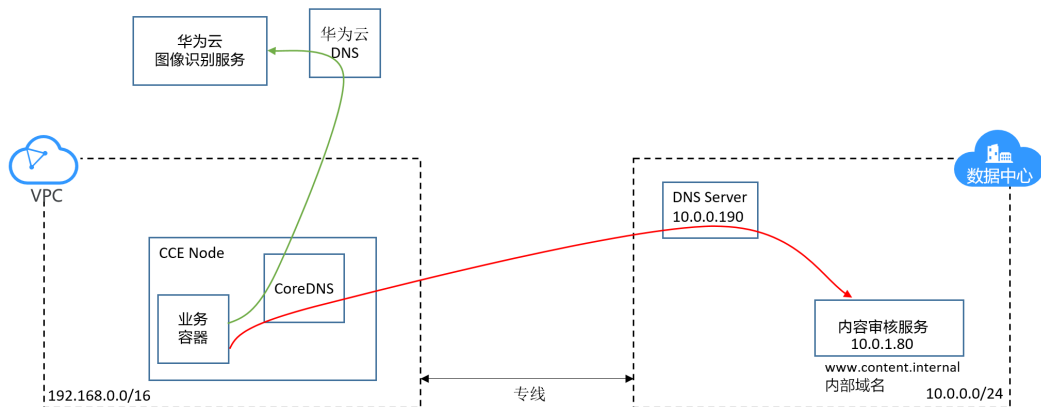 华为云
图像识别服务
华为云
DNS
VPC
数据中心
DNS Server
10.0.0.190
CCE Node
CoreDNS
业务
容器
内容审核服务
10.0.1.80
www.content.internal
内部域名
192.168.0.0/16
专线
10.0.0.0/24